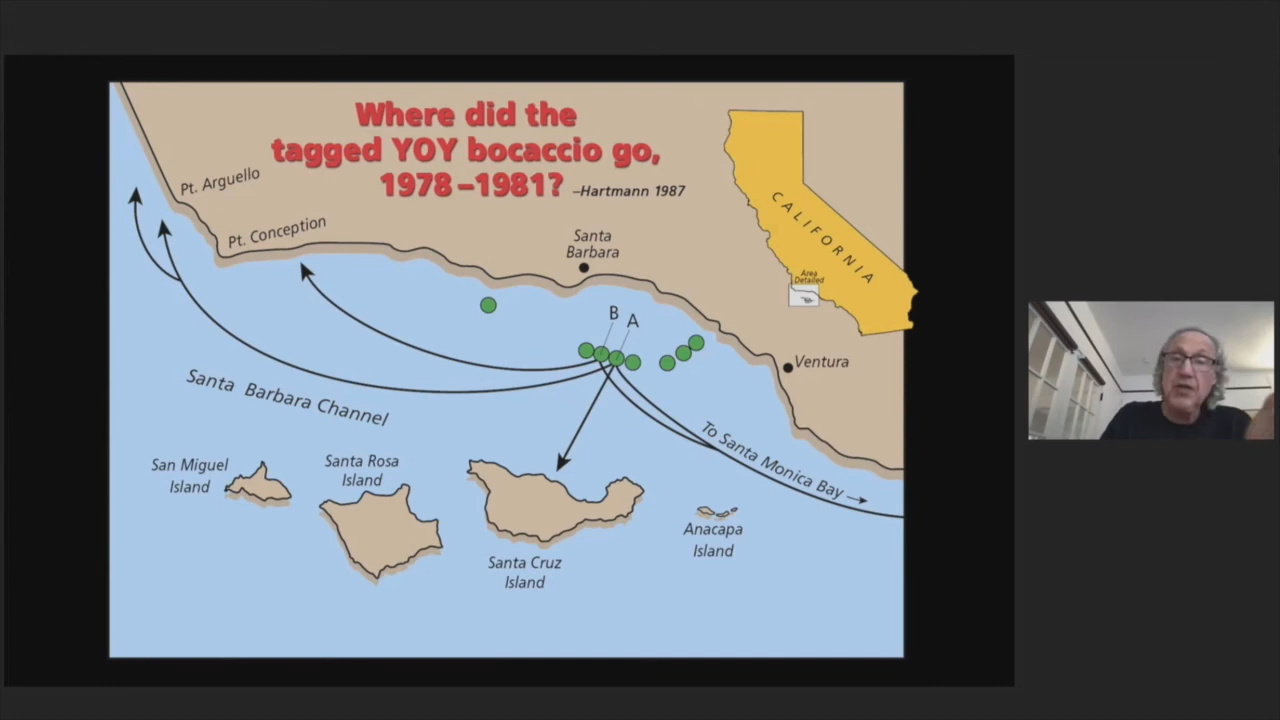 Where did the
tagged YOY bocaccio go,
1978–1981? –Hartmann 1987
Pt. Arguello
Pt. Conception
Santa
Barbara
CALIFORNIA
Area
Detailed
B A
Ventura
Santa Barbara Channel
To Santa Monica Bay
San Miguel
Island
Santa Rosa
Island
Santa Cruz
Island
Anacapa
Island